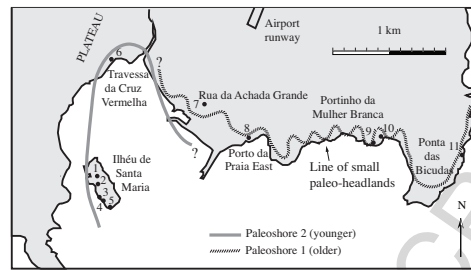 PLATEAU
Airport
runway
1 km
6
?
Travessa
da Cruz
Vermelha
7
Rua da Achada Grande
Portinho da
Mulher Branca
8
9
10
Ponta
das
Bicudas
11
Ilhéu de
Santa
Maria
1
2
3
4
5
?
Porto da
Praia East
Line of small
paleo-headlands
N
Paleoshore 2 (younger)
Paleoshore 1 (older)